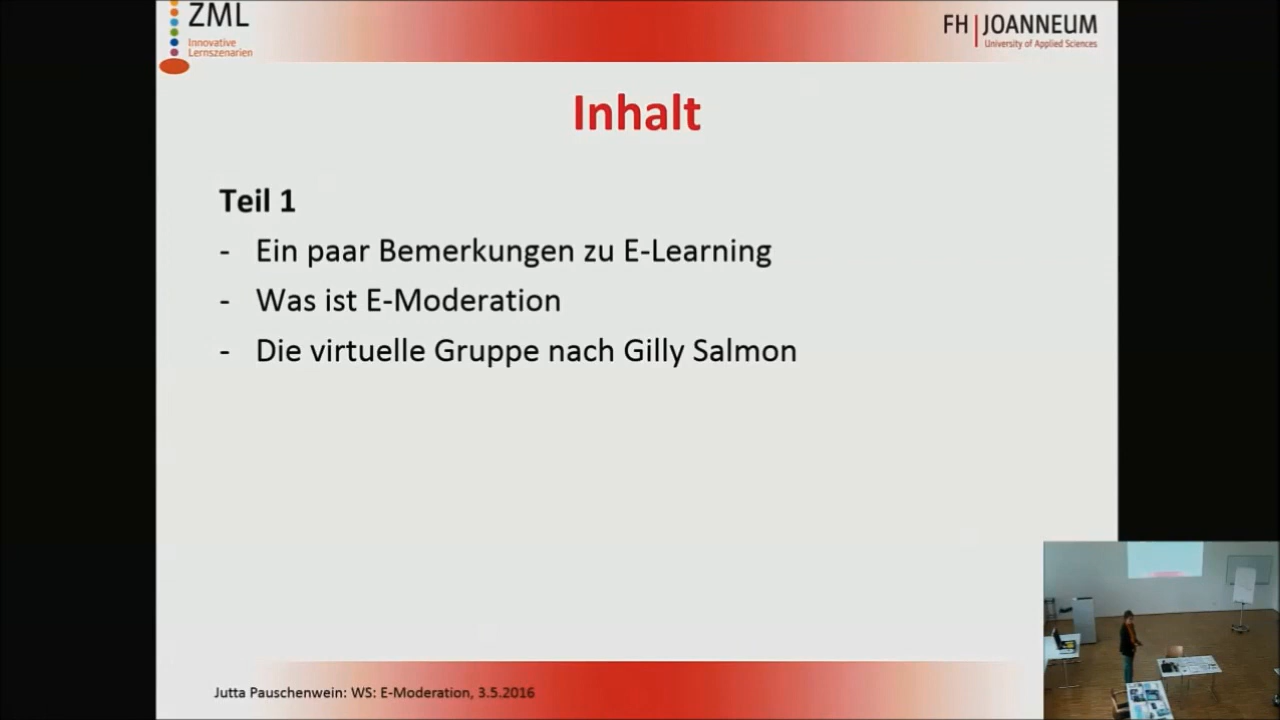 ZML
Innovative
Lernszenarien
FH | JOANNEUM
University of Applied Sciences
Inhalt
Teil 1
- Ein paar Bemerkungen zu E-Learning
- Was ist E-Moderation
- Die virtuelle Gruppe nach Gilly Salmon
Jutta Pauschenwein: WS: E-Moderation, 3.5.2016